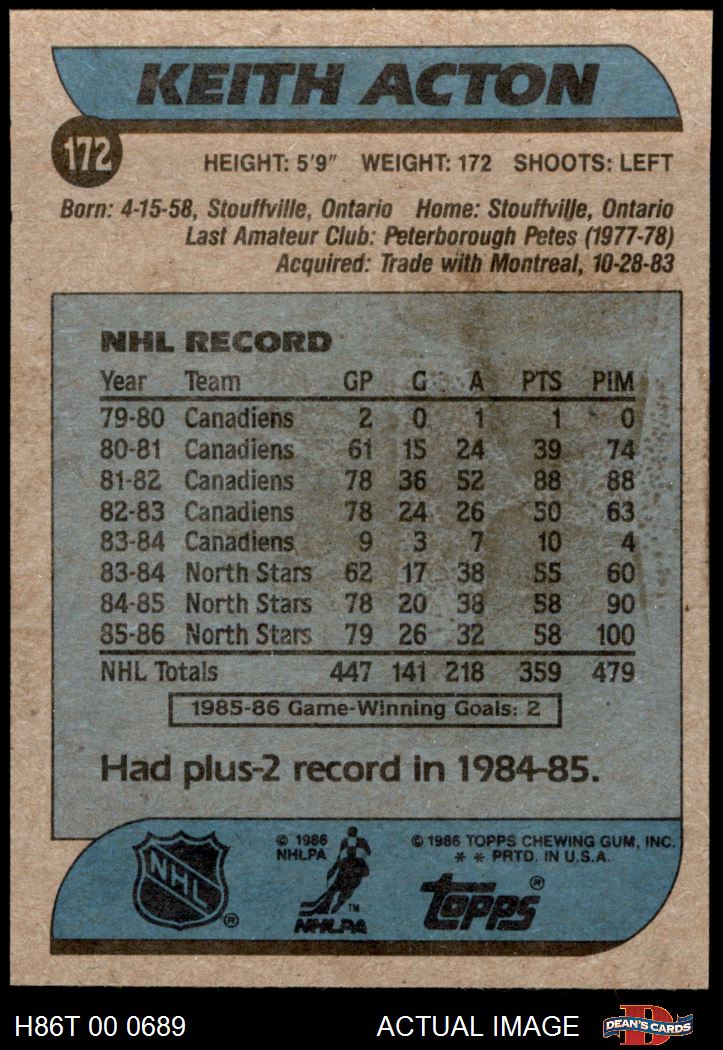 KEITH ACTON
172
HEIGHT: 5'9" WEIGHT: 172 SHOOTS: LEFT
Born: 4-15-58, Stouffville, Ontario Home: Stouffville, Ontario
Last Amateur Club: Peterborough Petes (1977-78)
Acquired: Trade with Montreal, 10-28-83
NHL RECORD
Year Team GP G A PTS PIM
79-80 Canadiens 2 0 1 1 0
80-81 Canadiens 61 15 24 39 74
81-82 Canadiens 78 36 52 88 88
82-83 Canadiens 78 24 26 50 63
83-84 Canadiens 9 3 7 10 4
83-84 North Stars 62 17 38 55 60
84-85 North Stars 78 20 38 58 90
85-86 North Stars 79 26 32 58 100
NHL Totals 447 141 218 359 479
1985-86 Game-Winning Goals: 2
Had plus-2 record in 1984-85.
NHL ®
© 1986
NHLPA
TM
NHLPA
© 1986 TOPPS CHEWING GUM, INC.
* * PRTD. IN U.S.A.
topps ®
H86T 00 0689 ACTUAL IMAGE D DEAN'S CARDS